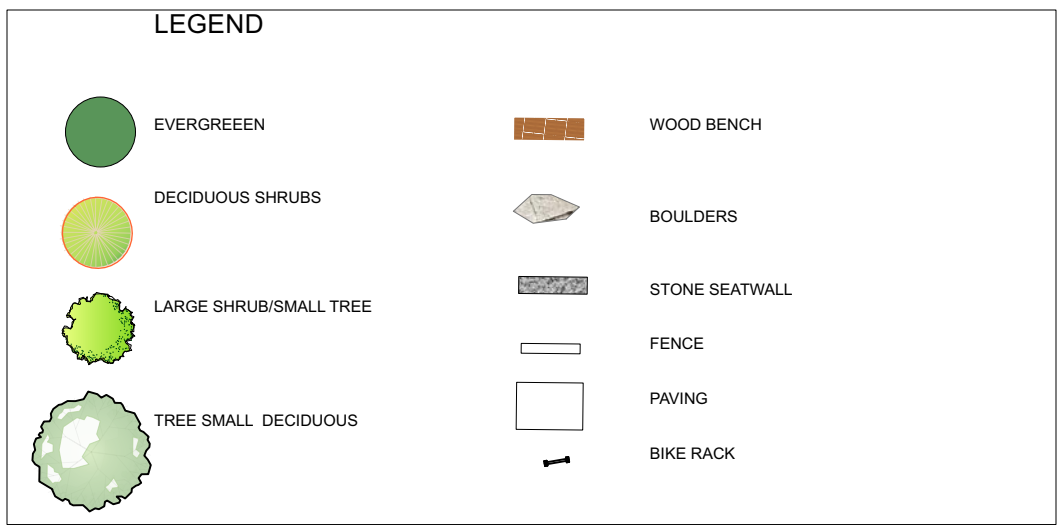 LEGEND
EVERGREEEN
DECIDUOUS SHRUBS
LARGE SHRUB/SMALL TREE
TREE SMALL  DECIDUOUS
WOOD BENCH
BOULDERS
STONE SEATWALL
FENCE
PAVING
BIKE RACK